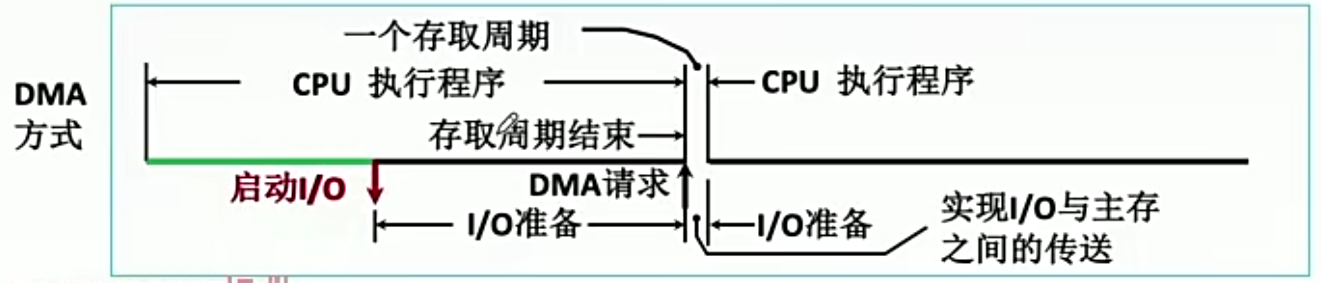 一个存取周期
DMA
方式
CPU 执行程序
CPU 执行程序
存取周期结束
启动I/O
DMA请求
I/O准备
I/O准备
实现I/O与主存
之间的传送